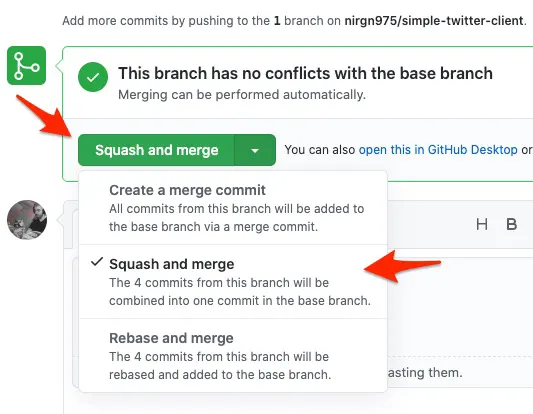 Add more commits by pushing to the 1 branch on nirgn975/simple-twitter-client.
This branch has no conflicts with the base branch
Merging can be performed automatically.
Squash and merge
You can also open this in GitHub Desktop or
Create a merge commit
All commits from this branch will be added to
the base branch via a merge commit.
H B
Squash and merge
The 4 commits from this branch will be
combined into one commit in the base branch.
Rebase and merge
The 4 commits from this branch will be
rebased and added to the base branch.
asting them.